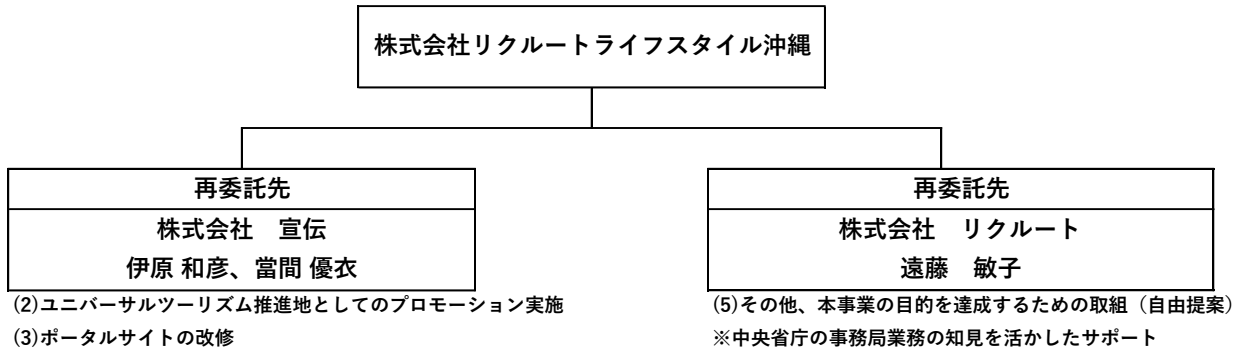 株式会社リクルートライフスタイル沖縄
再委託先
株式会社　宣伝
伊原 和彦、當間 優衣
(2)ユニバーサルツーリズム推進地としてのプロモーション実施
(3)ポータルサイトの改修
再委託先
株式会社　リクルート
遠藤　敏子
(5)その他、本事業の目的を達成するための取組（自由提案）
※中央省庁の事務局業務の知見を活かしたサポート